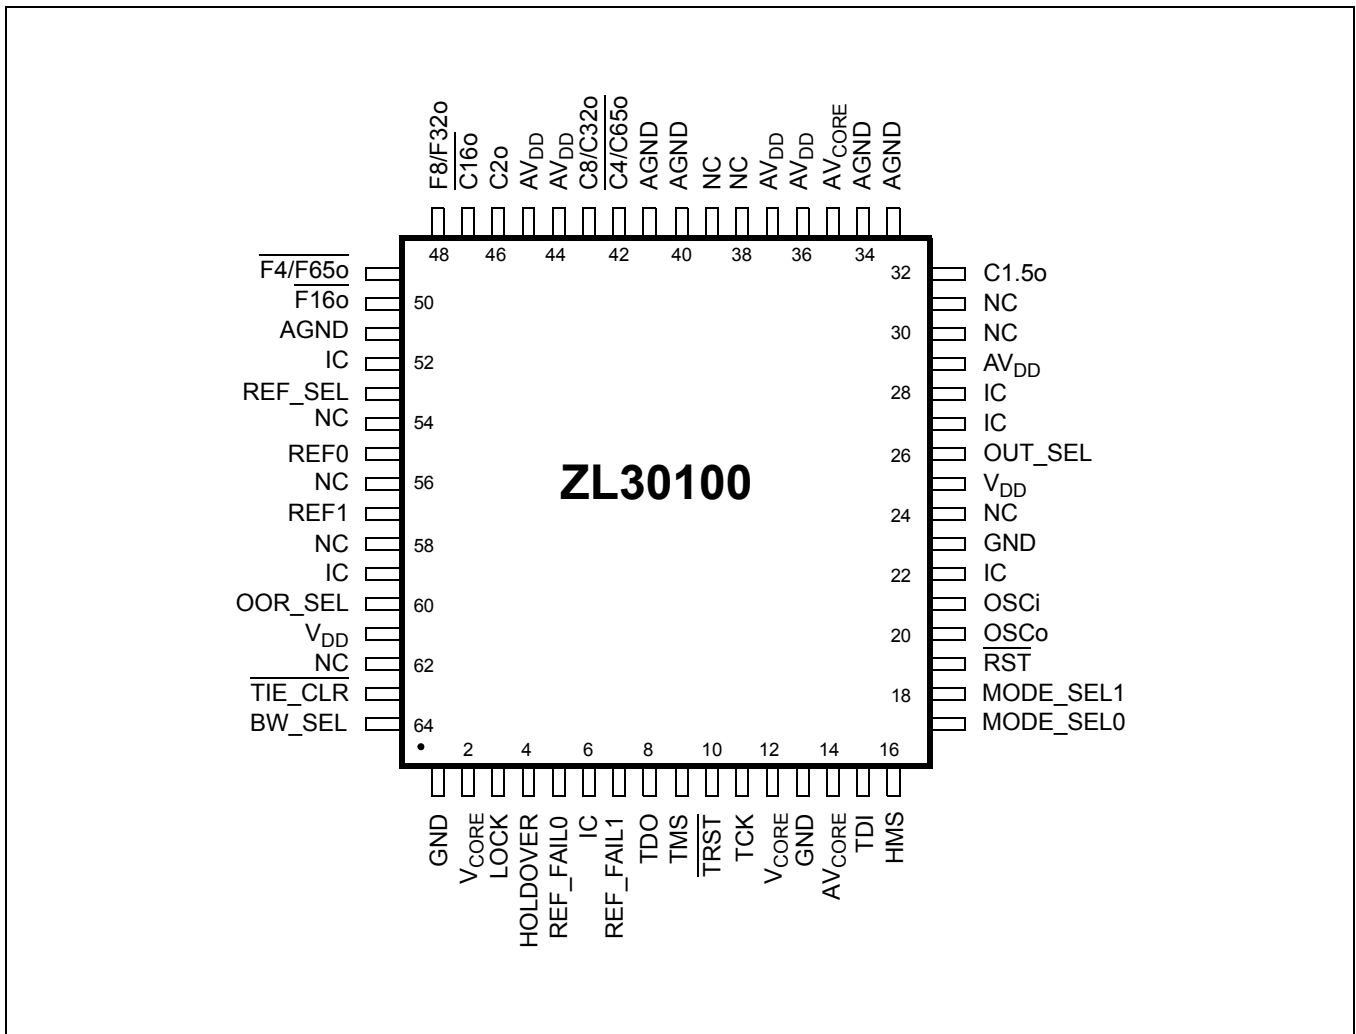 F8/F32o
C16o
C2o
AVDD
AVDD
C8/C32o
C4/C65o
AGND
AGND
NC
NC
AVDD
AVDD
AVCORE
AGND
AGND
48 46 44 42 40 38 36 34
F4/F65o
F16o 50
AGND
IC 52
REF_SEL
NC 54
REF0
NC 56
REF1
NC 58
IC
OOR_SEL 60
VDD
NC 62
TIE_CLR
BW_SEL 64
ZL30100
32 C1.5o
NC
30 NC
AVDD
28 IC
IC
26 OUT_SEL
VDD
24 NC
GND
22 IC
OSCi
20 OSCo
RST
18 MODE_SEL1
MODE_SEL0
2 4 6 8 10 12 14 16
GND
VCORE
LOCK
HOLDOVER
REF_FAIL0
IC
REF_FAIL1
TDO
TMS
TRST
TCK
VCORE
GND
AVCORE
TDI
HMS